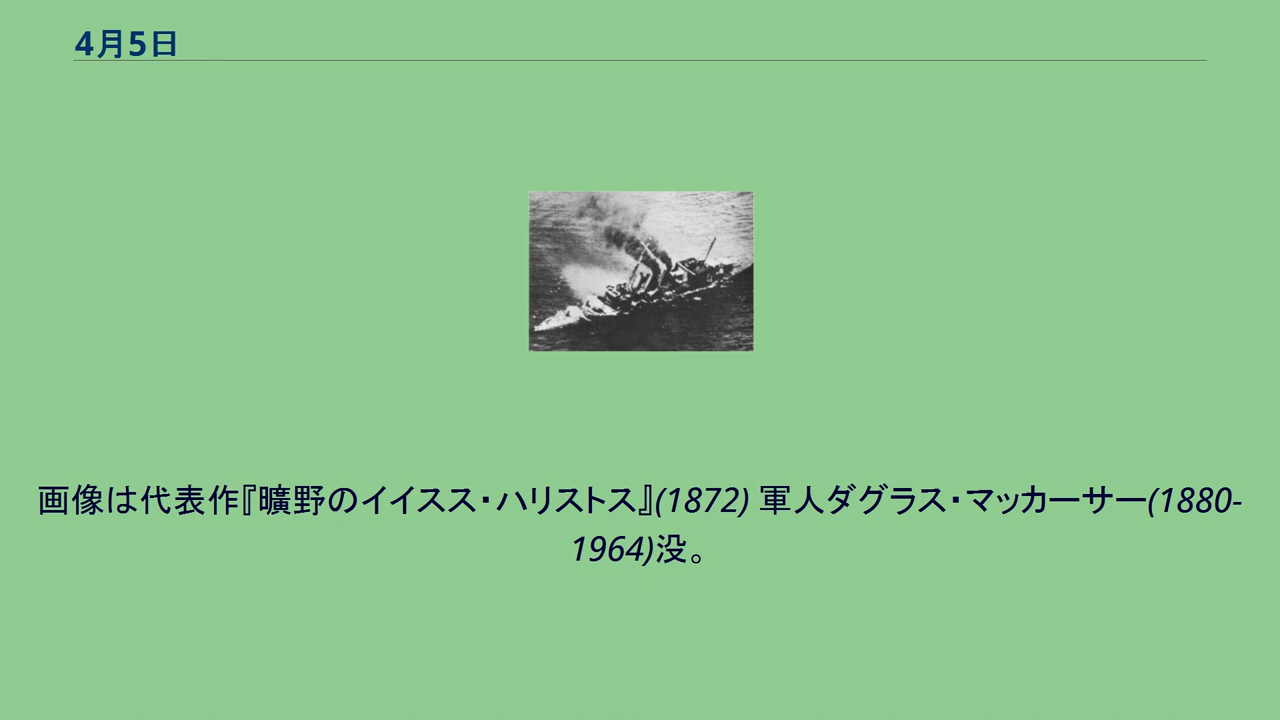 4月5日
画像は代表作『曠野のイイスス・ハリストス』(1872) 軍人ダグラス・マッカーサー(1880-
1964)没。